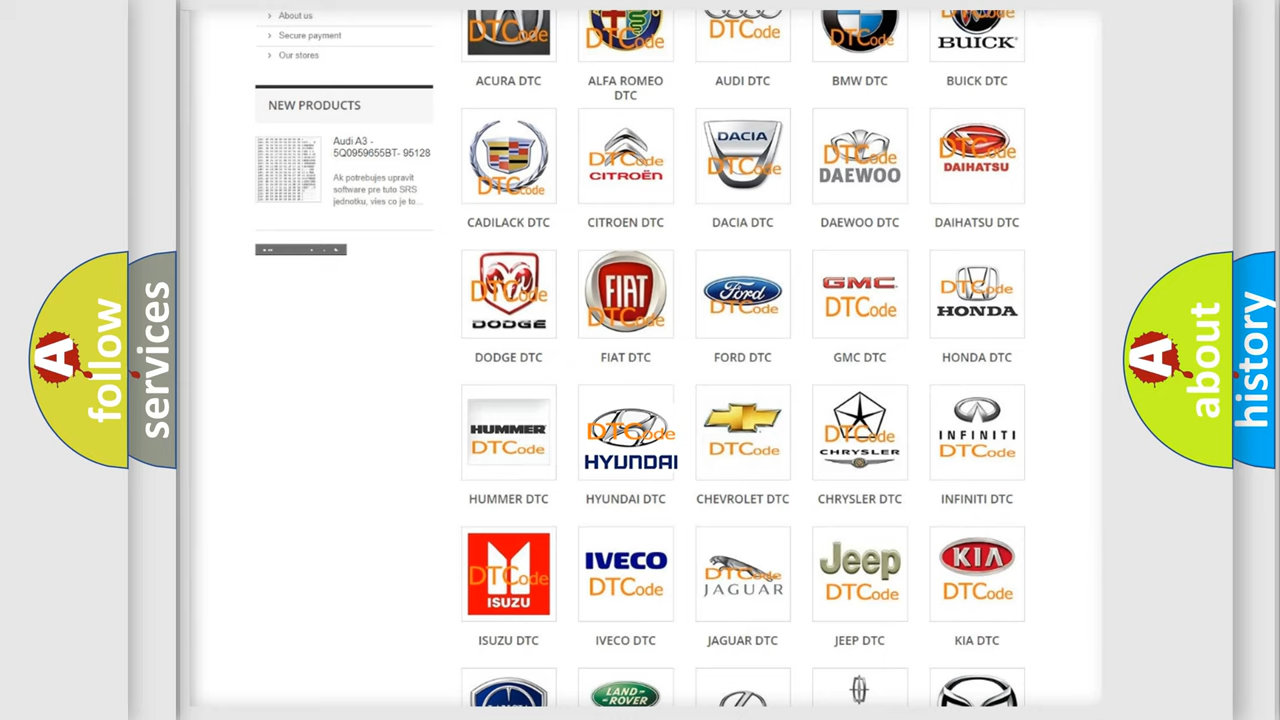 About us
Secure payment
Our stores
NEW PRODUCTS
Audi A3 -
5Q0959655BT- 95128
Ak potrebujes upravit
software pre tuto SRS
jednotku, vies co je to...
DTCode
DTCode
DTCode
DTCode
BUICK
ACURA DTC
ALFA ROMEO
DTC
AUDI DTC
BMW DTC
BUICK DTC
DTCode
DTCode
CITROËN
DACIA
DTCode
DTCode
DAEWOO
DTCode
DAIHATSU
CADILACK DTC
CITROEN DTC
DACIA DTC
DAEWOO DTC
DAIHATSU DTC
DTCode
DODGE
FIAT
DTCode
Ford
DTCode
GMC
DTCode
DTCode
HONDA
DODGE DTC
FIAT DTC
FORD DTC
GMC DTC
HONDA DTC
HUMMER
DTCode
DTCode
HYUNDAI
DTCode
DTCode
CHRYSLER
INFINITI
DTCode
HUMMER DTC
HYUNDAI DTC
CHEVROLET DTC
CHRYSLER DTC
INFINITI DTC
DTCode
ISUZU
IVECO
DTCode
DTCode
JAGUAR
Jeep
DTCode
KIA
DTCode
ISUZU DTC
IVECO DTC
JAGUAR DTC
JEEP DTC
KIA DTC
LAND-
ROVER
A
follow
services
A
about
history